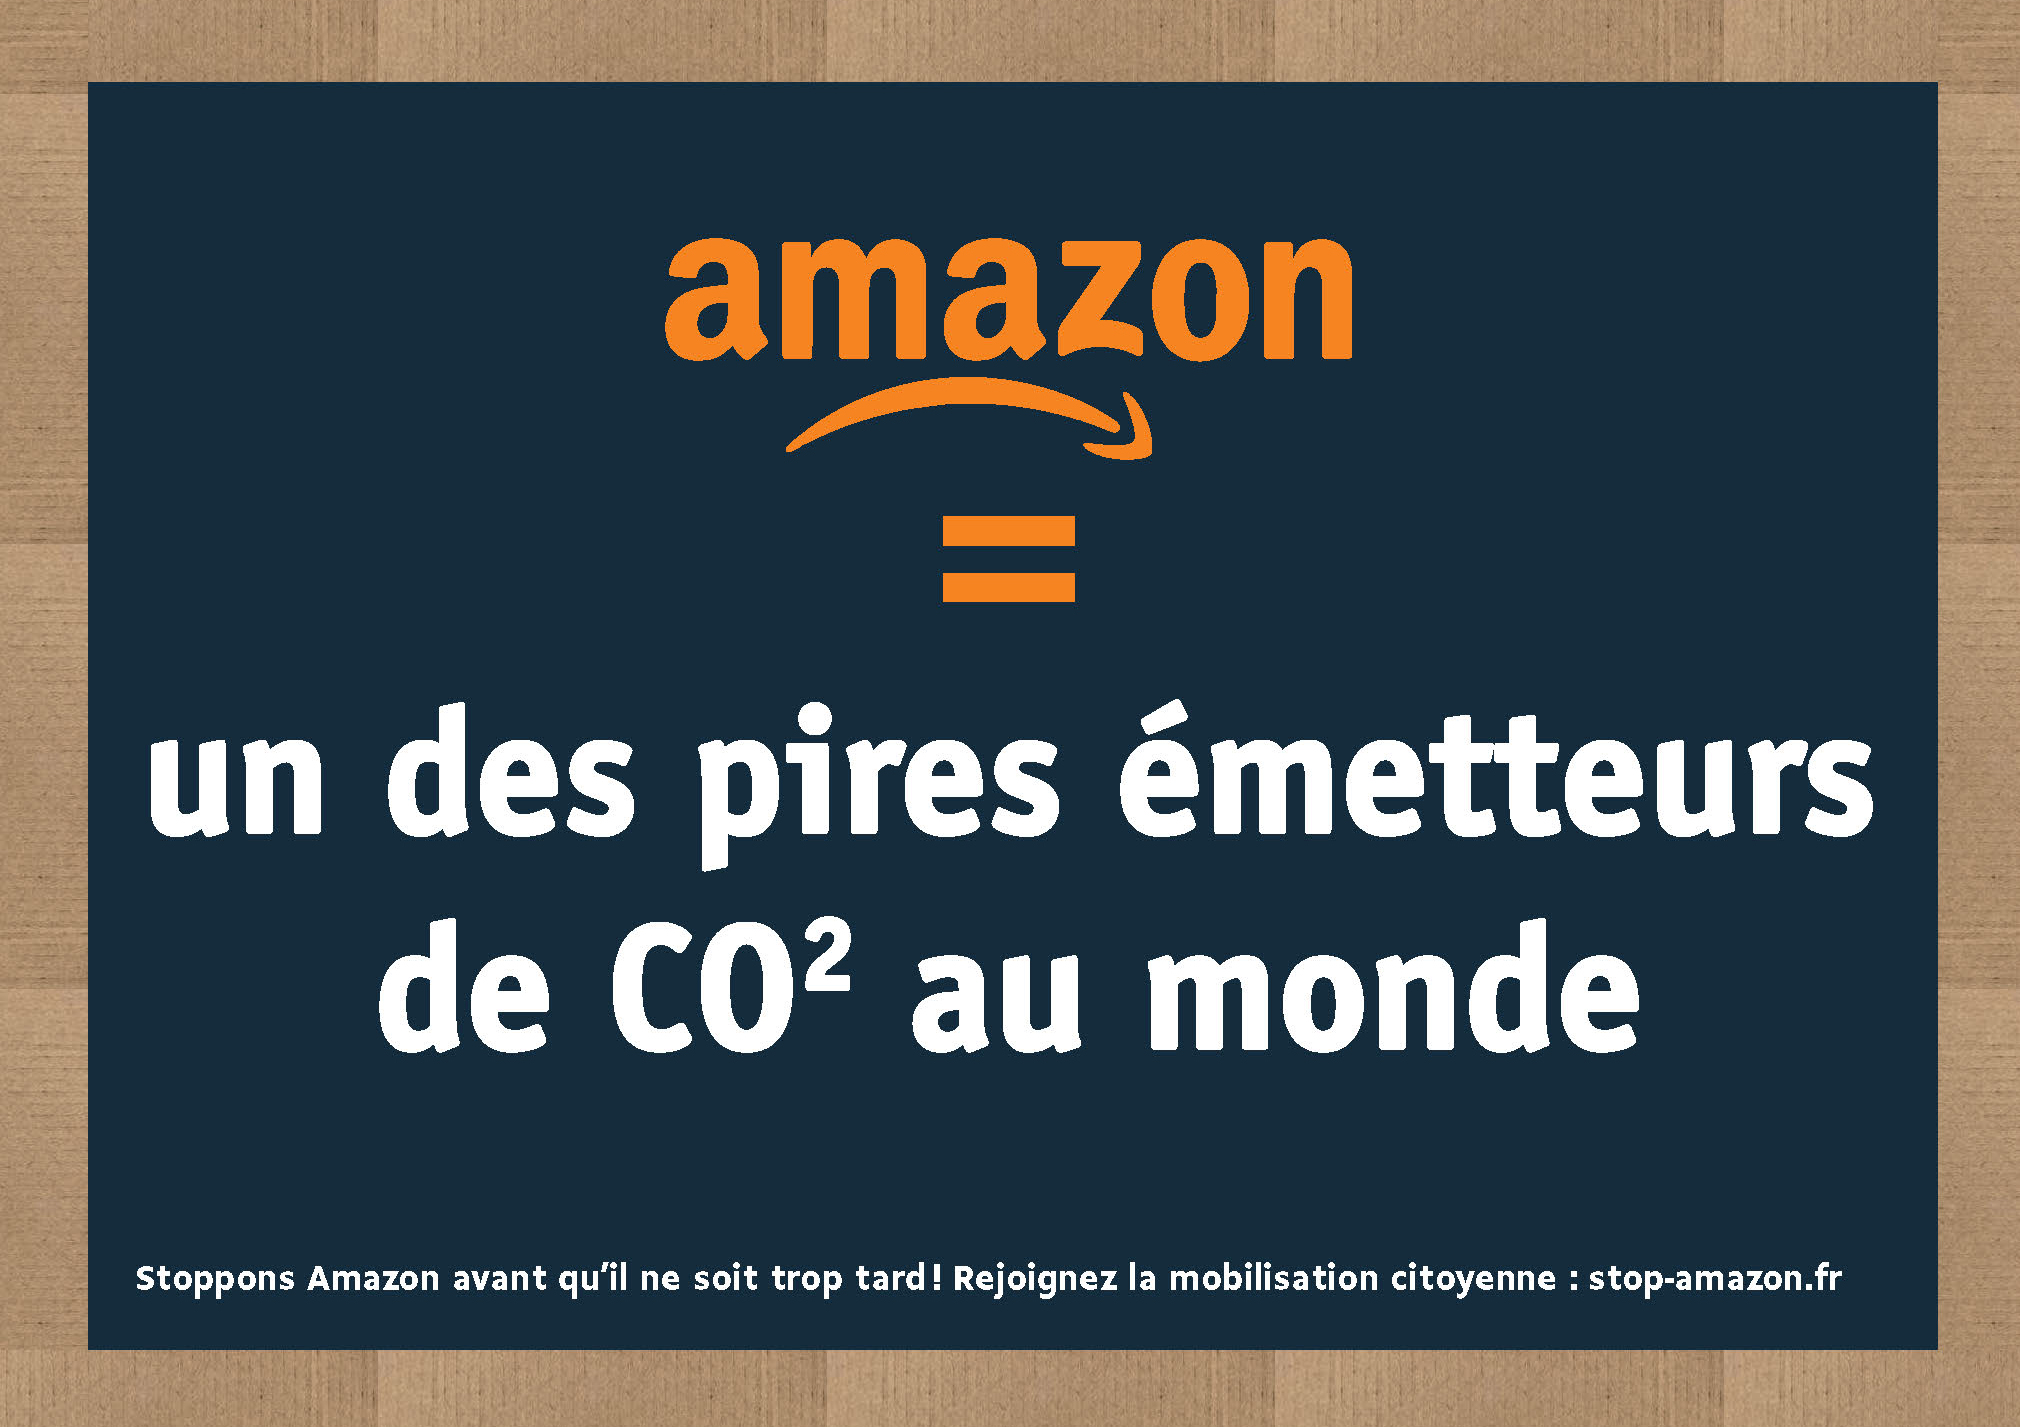 amazon
=
un des pires émetteurs
de CO² au monde
Stoppons Amazon avant qu’il ne soit trop tard! Rejoignez la mobilisation citoyenne : stop-amazon.fr